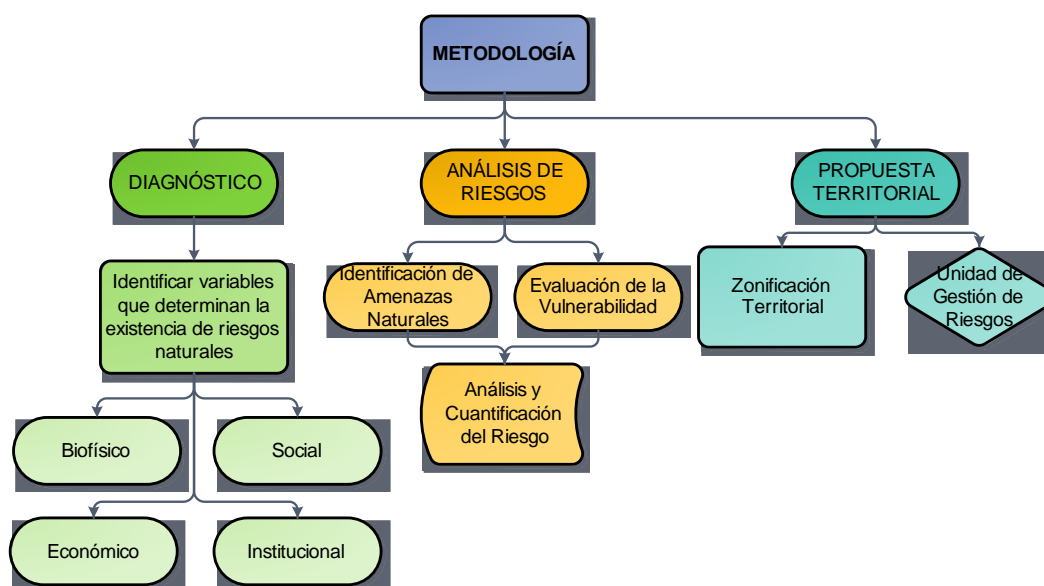 METODOLOGÍA
DIAGNÓSTICO
ANÁLISIS DE
RIESGOS
PROPUESTA
TERRITORIAL
Identificar variables
que determinan la
existencia de riesgos
naturales
Identificación de
Amenazas
Naturales
Evaluación de la
Vulnerabilidad
Zonificación
Territorial
Unidad de
Gestión de
Riesgos
Análisis y
Cuantificación
del Riesgo
Biofísico
Social
Económico
Institucional